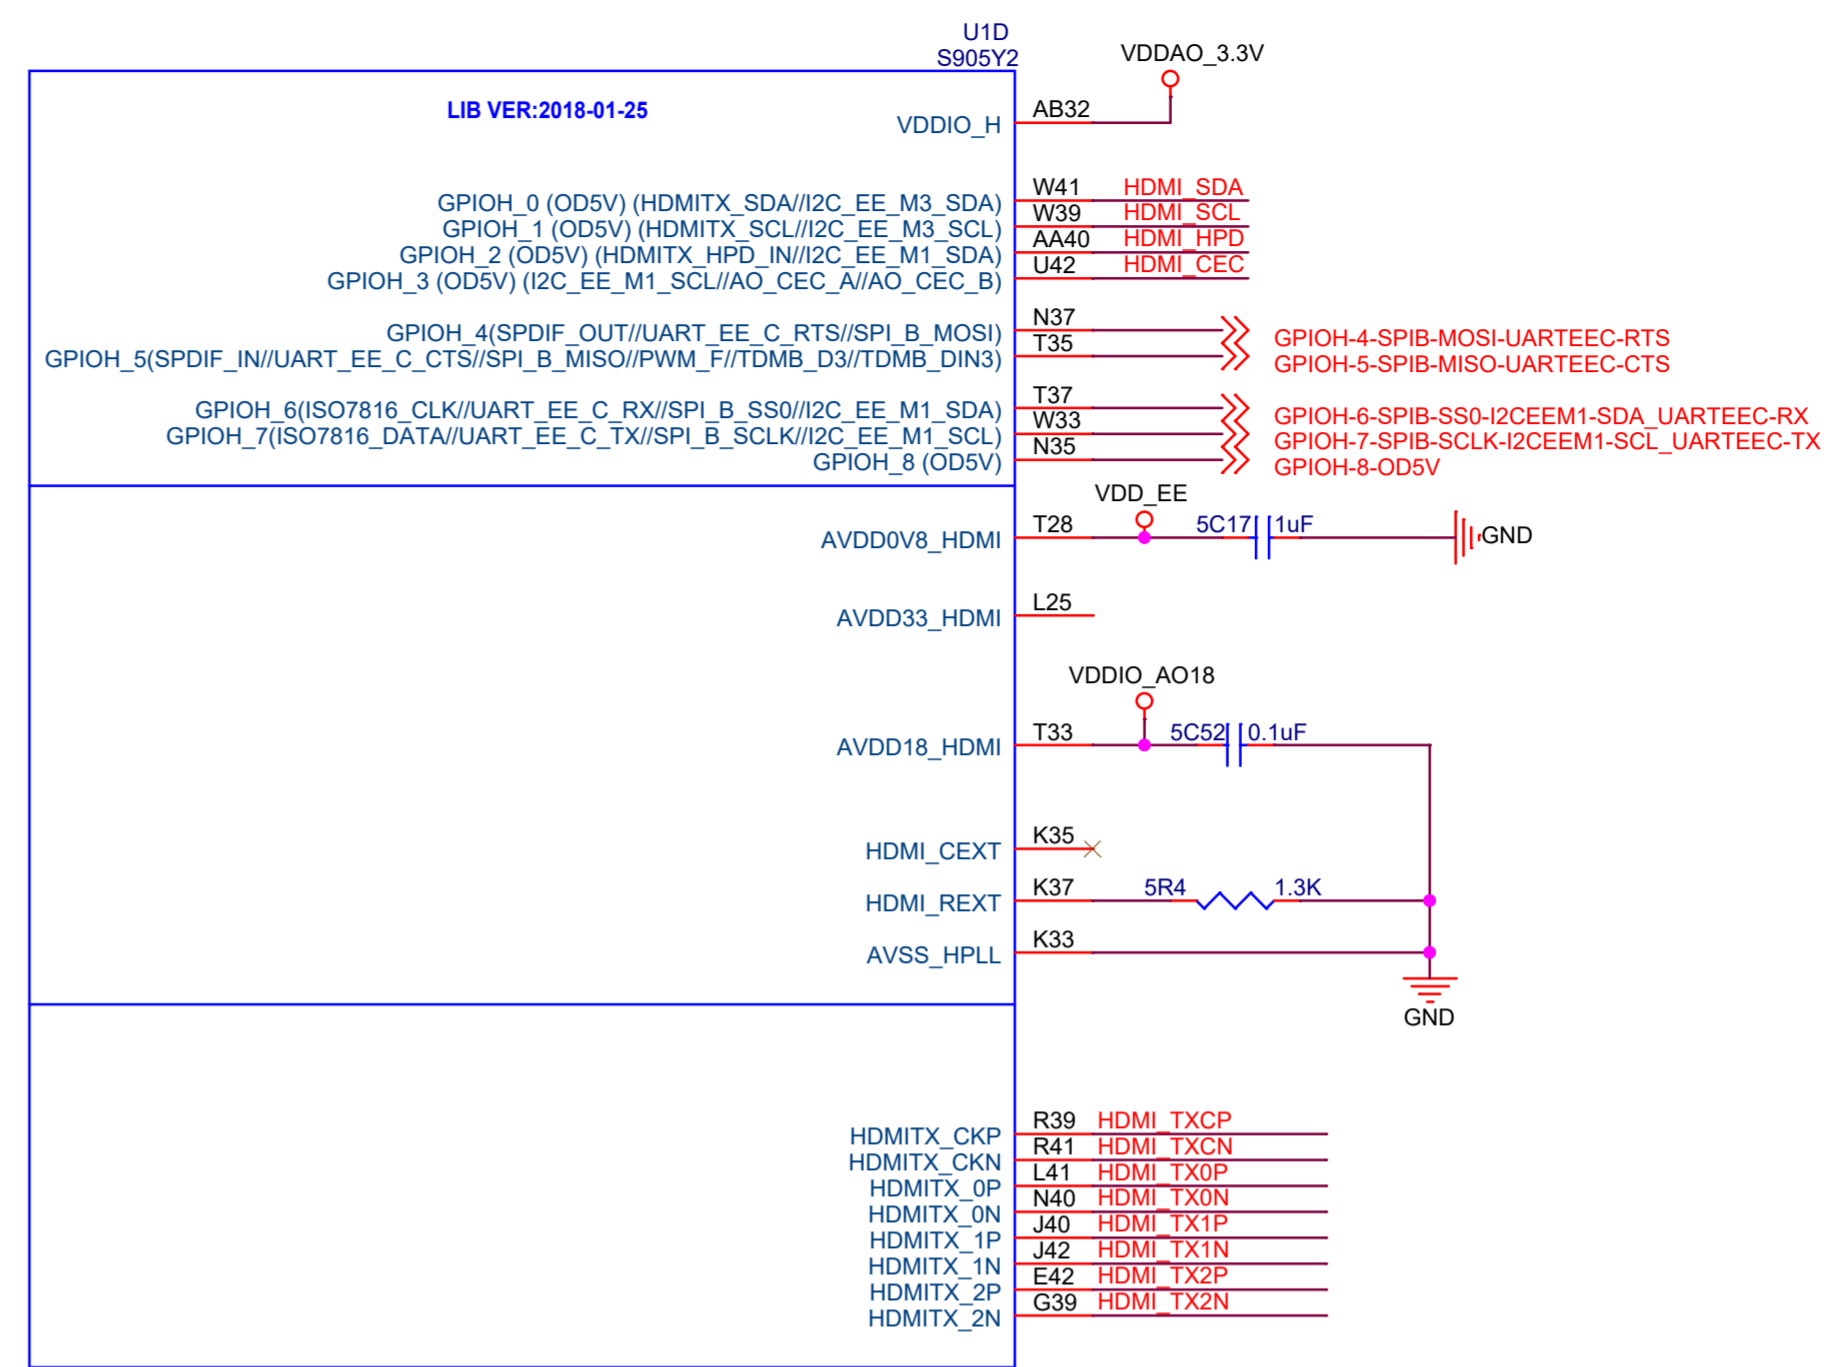 U1D
S905Y2
VDDAO_3.3V
LIB VER:2018-01-25
VDDIO_H AB32
GPIOH_0 (OD5V) (HDMITX_SDA//I2C_EE_M3_SDA) W41 HDMI_SDA
GPIOH_1 (OD5V) (HDMITX_SCL//I2C_EE_M3_SCL) W39 HDMI_SCL
GPIOH_2 (OD5V) (HDMITX_HPD_IN//I2C_EE_M1_SDA) AA40 HDMI_HPD
GPIOH_3 (OD5V) (I2C_EE_M1_SCL//AO_CEC_A//AO_CEC_B) U42 HDMI_CEC
GPIOH_4(SPDIF_OUT//UART_EE_C_RTS//SPI_B_MOSI) N37 GPIOH-4-SPIB-MOSI-UARTEEC-RTS
GPIOH_5(SPDIF_IN//UART_EE_C_CTS//SPI_B_MISO//PWM_F//TDMB_D3//TDMB_DIN3) T35 GPIOH-5-SPIB-MISO-UARTEEC-CTS
GPIOH_6(ISO7816_CLK//UART_EE_C_RX//SPI_B_SS0//I2C_EE_M1_SDA) T37 GPIOH-6-SPIB-SS0-I2CEEM1-SDA_UARTEEC-RX
GPIOH_7(ISO7816_DATA//UART_EE_C_TX//SPI_B_SCLK//I2C_EE_M1_SCL) W33 GPIOH-7-SPIB-SCLK-I2CEEM1-SCL_UARTEEC-TX
GPIOH_8 (OD5V) N35 GPIOH-8-OD5V
VDD_EE
AVDD0V8_HDMI T28 5C17 1uF GND
AVDD33_HDMI L25
VDDIO_AO18
AVDD18_HDMI T33 5C52 0.1uF
HDMI_CEXT K35
HDMI_REXT K37 5R4 1.3K
AVSS_HPLL K33
GND
HDMITX_CKP R39 HDMI_TXCP
HDMITX_CKN R41 HDMI_TXCN
HDMITX_0P L41 HDMI_TX0P
HDMITX_0N N40 HDMI_TX0N
HDMITX_1P J40 HDMI_TX1P
HDMITX_1N J42 HDMI_TX1N
HDMITX_2P E42 HDMI_TX2P
HDMITX_2N G39 HDMI_TX2N